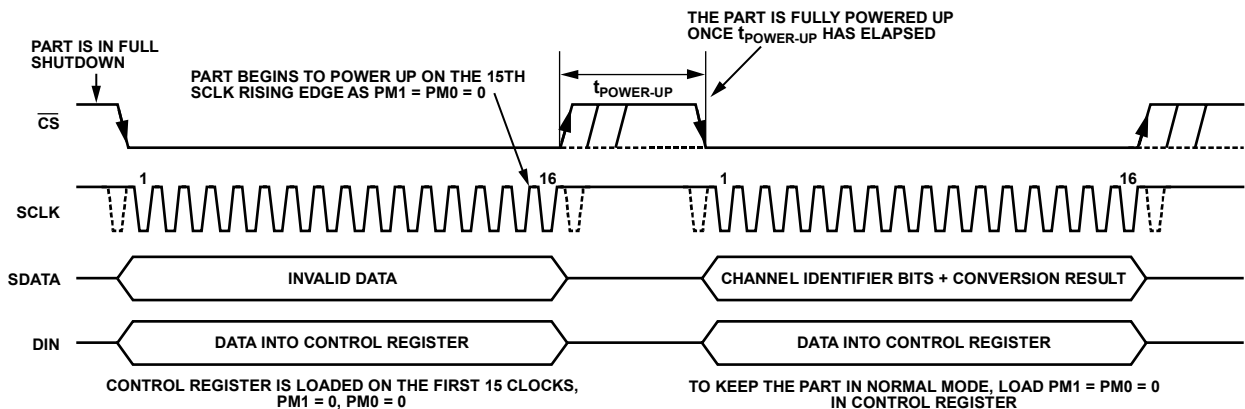 PART IS IN FULL
SHUTDOWN
PART BEGINS TO POWER UP ON THE 15TH
SCLK RISING EDGE AS PM1 = PM0 = 0
tPOWER-UP
THE PART IS FULLY POWERED UP
ONCE tPOWER-UP HAS ELAPSED
CS
SCLK
1
16
1
16
SDATA
INVALID DATA
CHANNEL IDENTIFIER BITS + CONVERSION RESULT
DIN
DATA INTO CONTROL REGISTER
DATA INTO CONTROL REGISTER
CONTROL REGISTER IS LOADED ON THE FIRST 15 CLOCKS,
PM1 = 0, PM0 = 0
TO KEEP THE PART IN NORMAL MODE, LOAD PM1 = PM0 = 0
IN CONTROL REGISTER